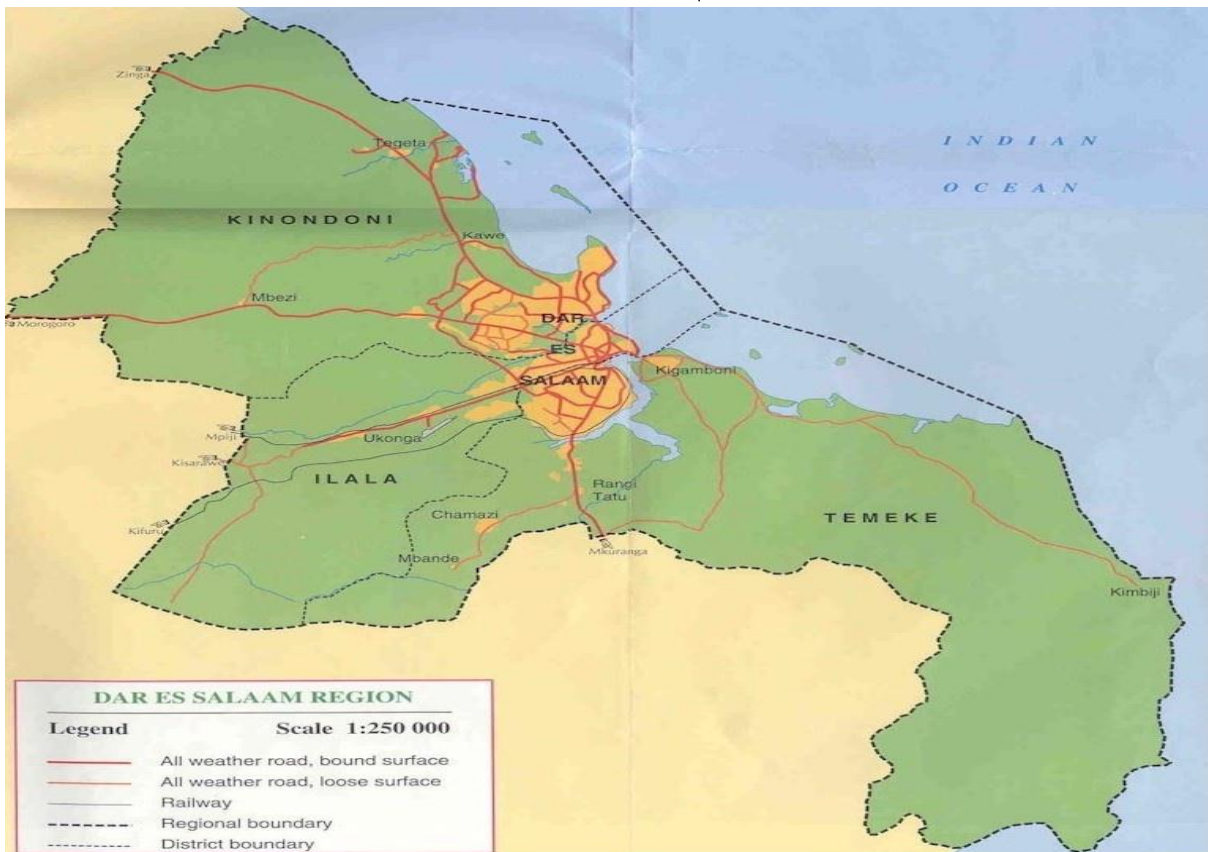 Zinga
Tegeta
INDIAN
OCEAN
KINONDONI
Kawe
Mbezi
Morogoro
DAR
ES
SALAAM
Kigamboni
Mpiji
Ukonga
Kisarawe
ILALA
Rangi
Tatu
Chamazi
TEMEKE
Kifuru
Mbande
Mkuranga
Kimbiji
DAR ES SALAAM REGION
Legend Scale 1:250 000
All weather road, bound surface
All weather road, loose surface
Railway
Regional boundary
District boundary